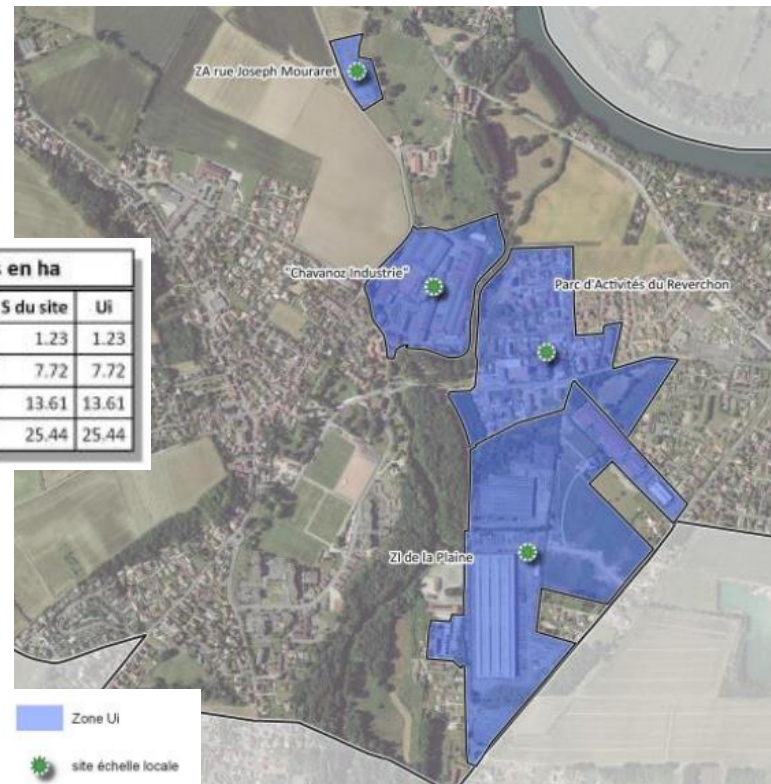 ZA rue Joseph Mouraret
s en ha
S du site Ui
1.23 1.23
7.72 7.72
13.61 13.61
25.44 25.44
"Chavanoz Industrie"
Parc d'Activités du Reverchon
ZI de la Plaine
Zone Ui
site échelle locale